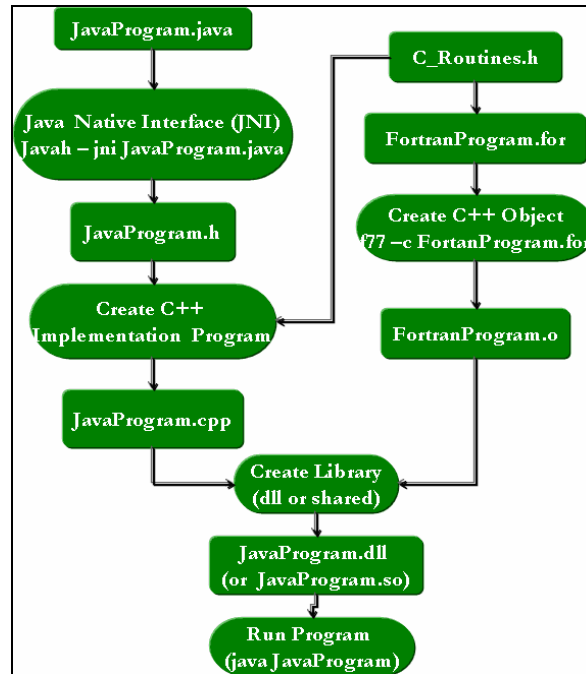 JavaProgram.java
Java Native Interface (JNI)
Javah – jni JavaProgram.java
JavaProgram.h
Create C++
Implementation Program
JavaProgram.cpp
C_Routines.h
FortranProgram.for
Create C++ Object
f77 –c FortanProgram.for
FortranProgram.o
Create Library
(dll or shared)
JavaProgram.dll
(or JavaProgram.so)
Run Program
(java JavaProgram)